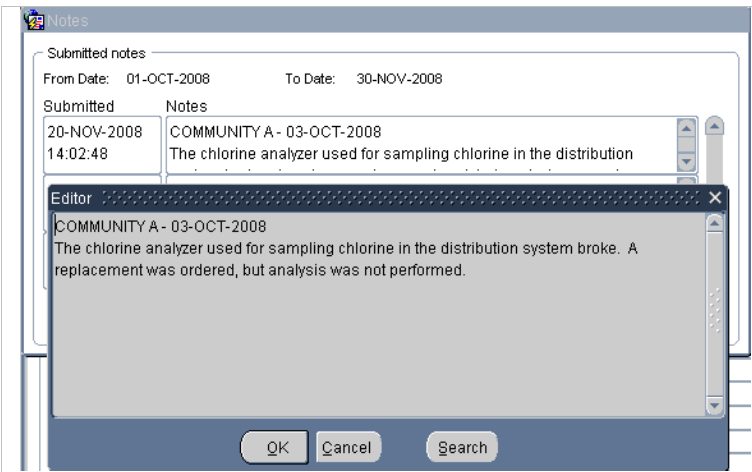 Notes
Submitted notes
From Date: 01-OCT-2008 To Date: 30-NOV-2008
Submitted Notes
20-NOV-2008 COMMUNITY A - 03-OCT-2008
14:02:48 The chlorine analyzer used for sampling chlorine in the distribution
Editor
COMMUNITY A - 03-OCT-2008
The chlorine analyzer used for sampling chlorine in the distribution system broke. A
replacement was ordered, but analysis was not performed.
OK Cancel Search